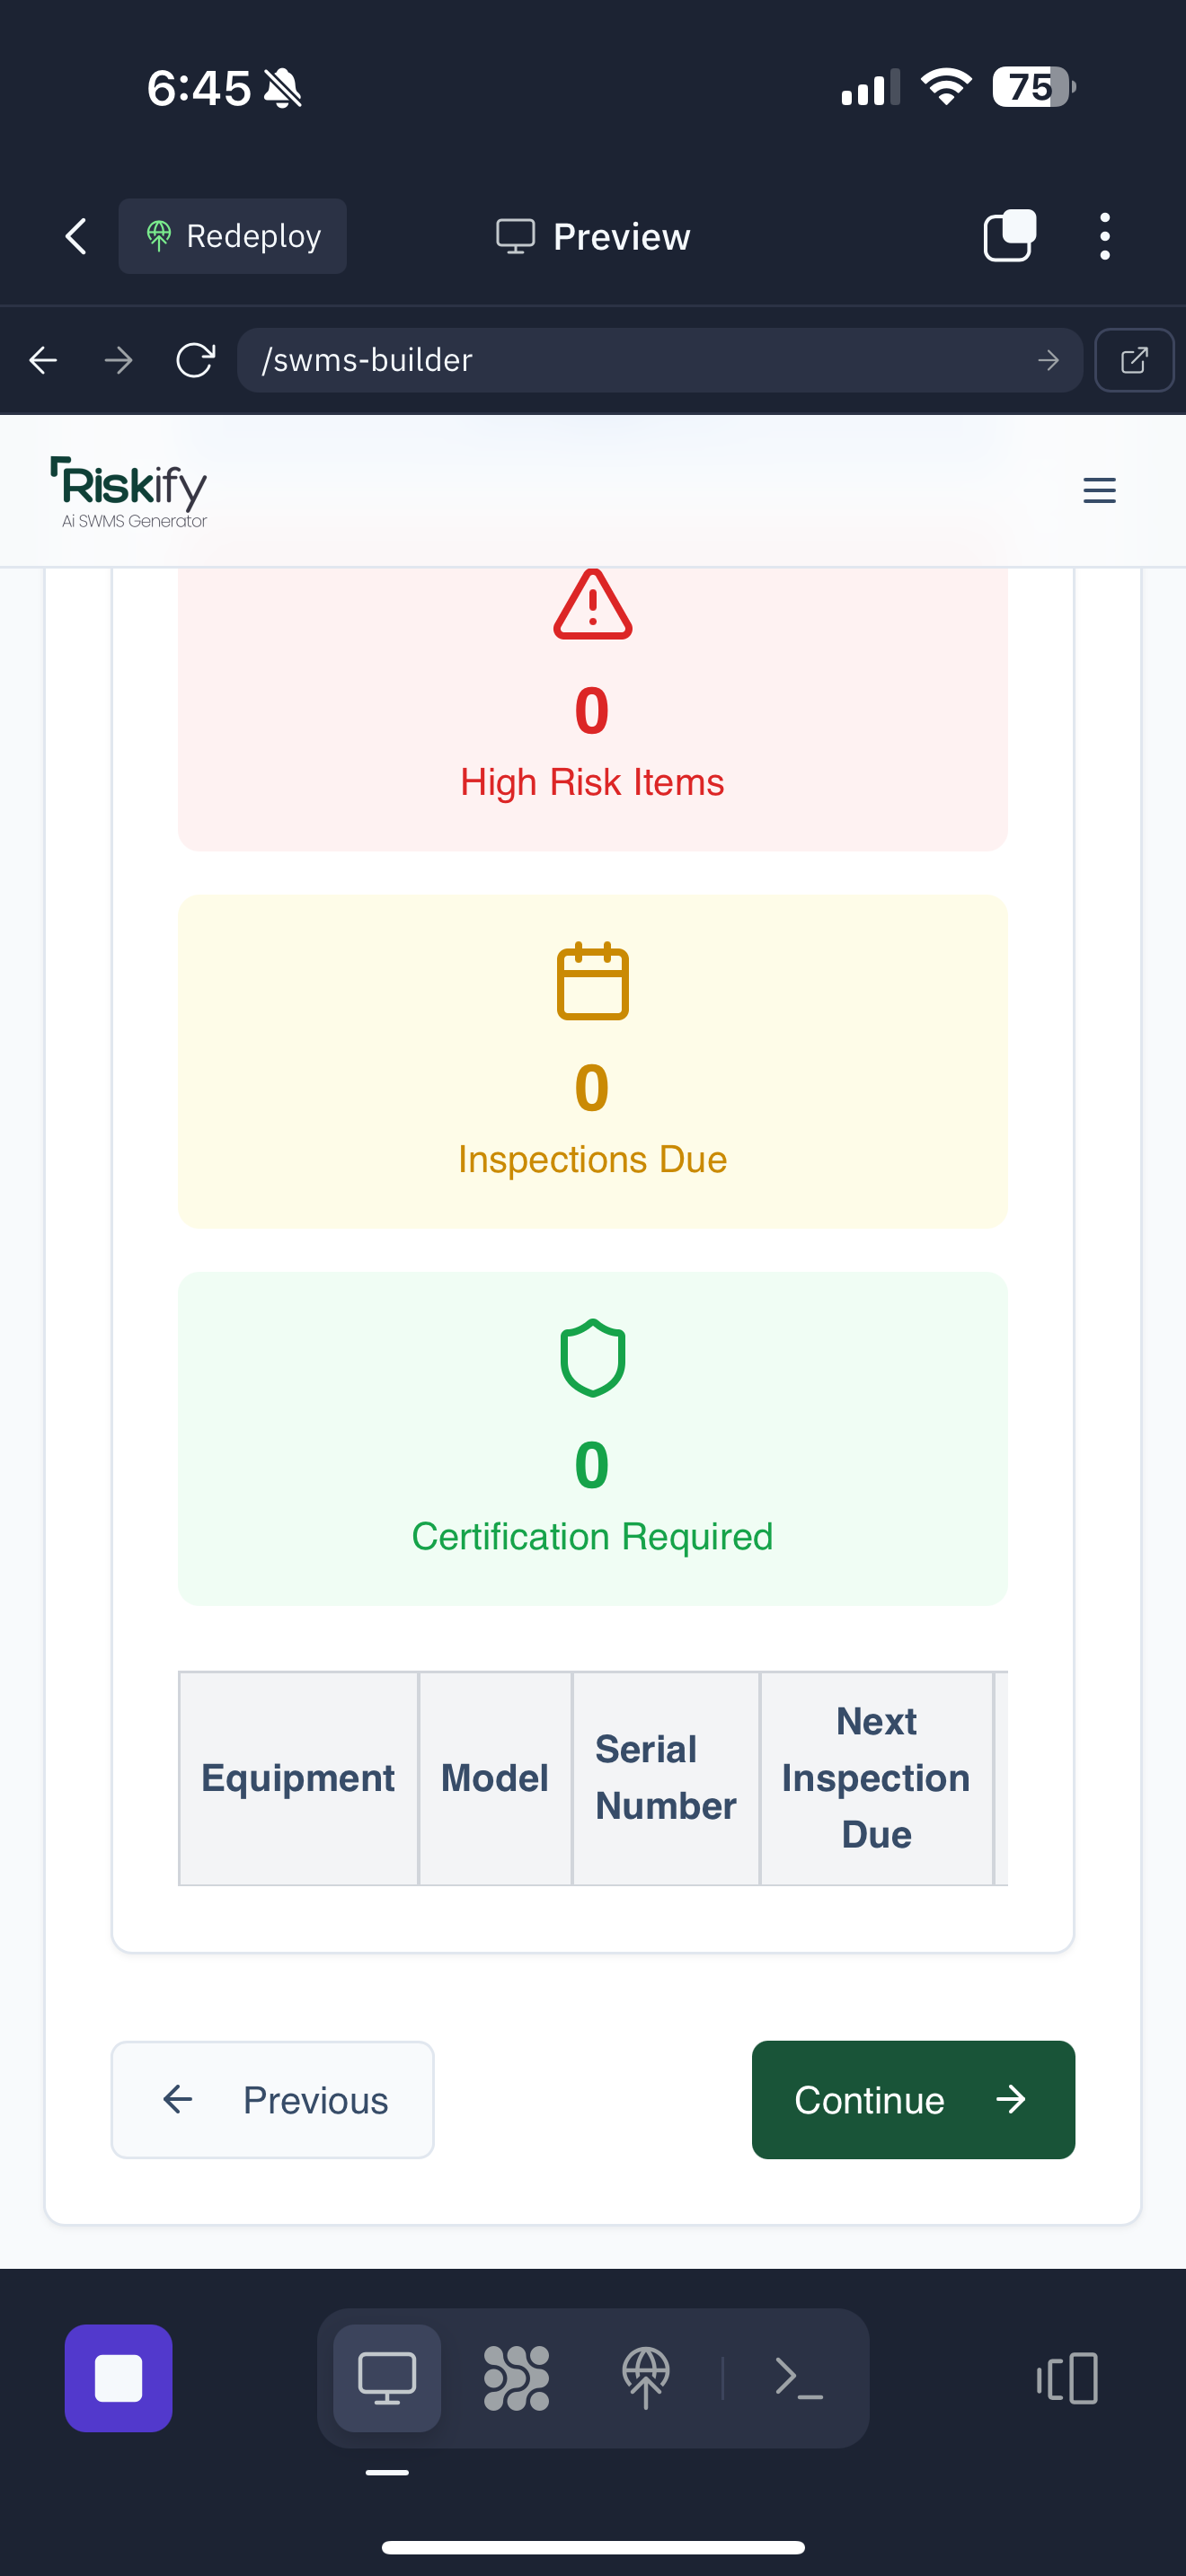 6:45
75
Redeploy
Preview
/swms-builder
Riskify
Ai SWMS Generator
0
High Risk Items
0
Inspections Due
0
Certification Required
Equipment
Model
Serial
Number
Next
Inspection
Due
Previous
Continue